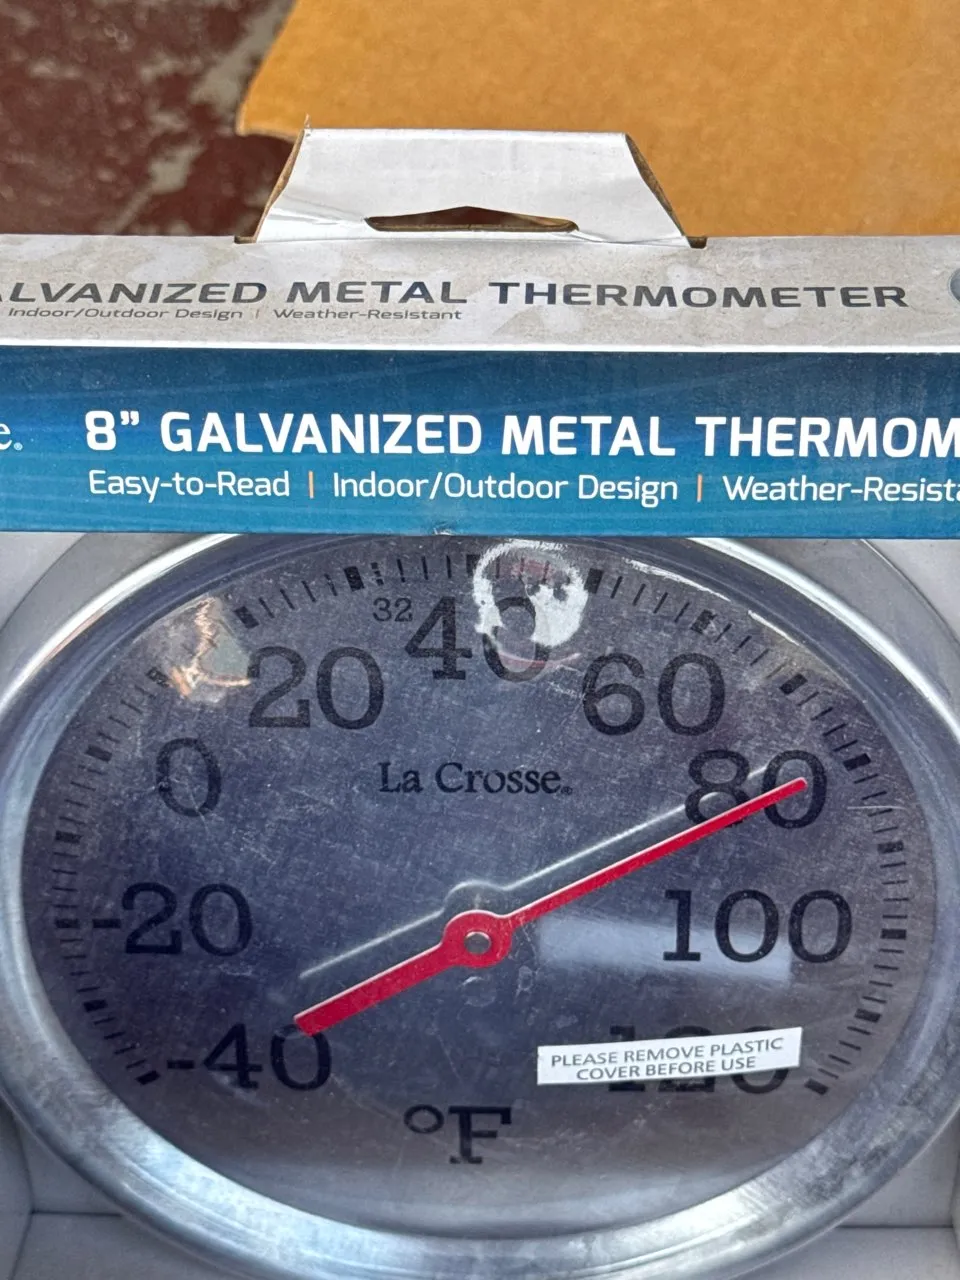 ALVANIZED METAL THERMOMETER
Indoor/Outdoor Design | Weather-Resistant
e®
8” GALVANIZED METAL THERMOM
Easy-to-Read | Indoor/Outdoor Design | Weather-Resista
32
40
20
60
0
80
La Crosse®
-20
100
-40
120
PLEASE REMOVE PLASTIC
COVER BEFORE USE
°F